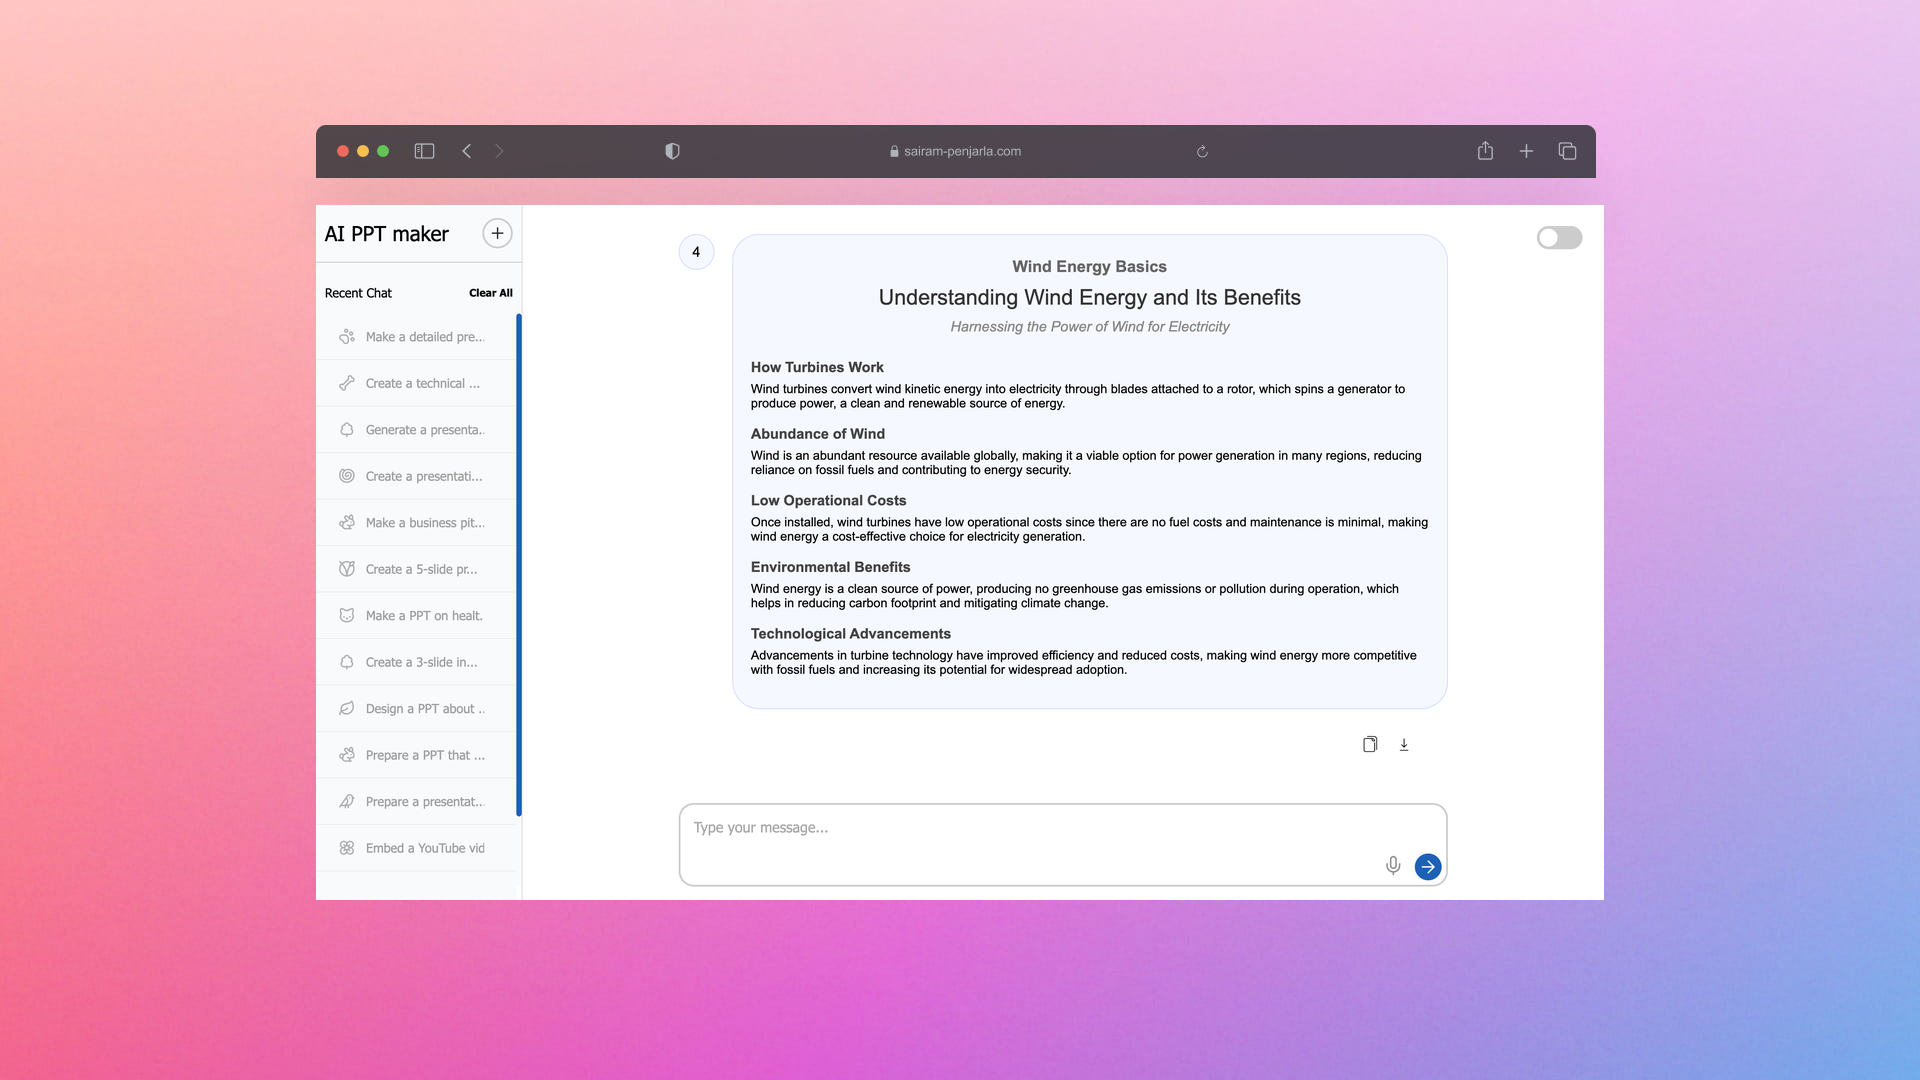 sairam-penjarla.com
AI PPT maker
Recent Chat
Clear All
Make a detailed pre...
Create a technical ...
Generate a presenta..
Create a presentati...
Make a business pit...
Create a 5-slide pr...
Make a PPT on healt.
Create a 3-slide in...
Design a PPT about ..
Prepare a PPT that ...
Prepare a presentat..
Embed a YouTube vid
4
Wind Energy Basics
Understanding Wind Energy and Its Benefits
Harnessing the Power of Wind for Electricity
How Turbines Work
Wind turbines convert wind kinetic energy into electricity through blades attached to a rotor, which spins a generator to
produce power, a clean and renewable source of energy.
Abundance of Wind
Wind is an abundant resource available globally, making it a viable option for power generation in many regions, reducing
reliance on fossil fuels and contributing to energy security.
Low Operational Costs
Once installed, wind turbines have low operational costs since there are no fuel costs and maintenance is minimal, making
wind energy a cost-effective choice for electricity generation.
Environmental Benefits
Wind energy is a clean source of power, producing no greenhouse gas emissions or pollution during operation, which
helps in reducing carbon footprint and mitigating climate change.
Technological Advancements
Advancements in turbine technology have improved efficiency and reduced costs, making wind energy more competitive
with fossil fuels and increasing its potential for widespread adoption.
Type your message...